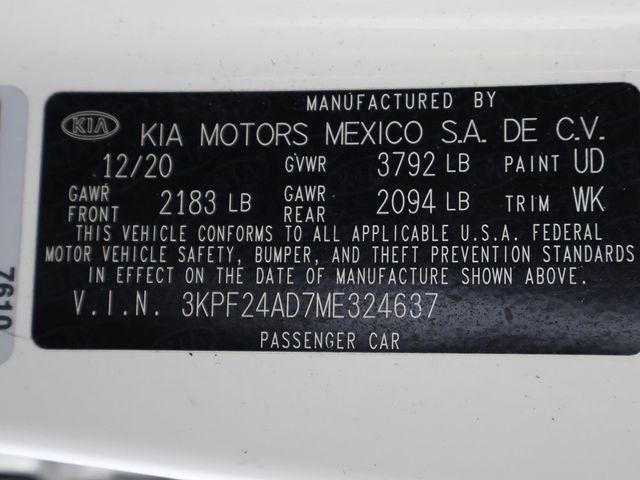 MANUFACTURED BY
KIA KIA MOTORS MEXICO S.A. DE C.V.
12/20 GVWR 3792 LB PAINT UD
GAWR FRONT 2183 LB GAWR REAR 2094 LB TRIM WK
THIS VEHICLE CONFORMS TO ALL APPLICABLE U.S.A. FEDERAL
MOTOR VEHICLE SAFETY, BUMPER, AND THEFT PREVENTION STANDARDS
IN EFFECT ON THE DATE OF MANUFACTURE SHOWN ABOVE.
V.I.N. 3KPF24AD7ME324637
PASSENGER CAR